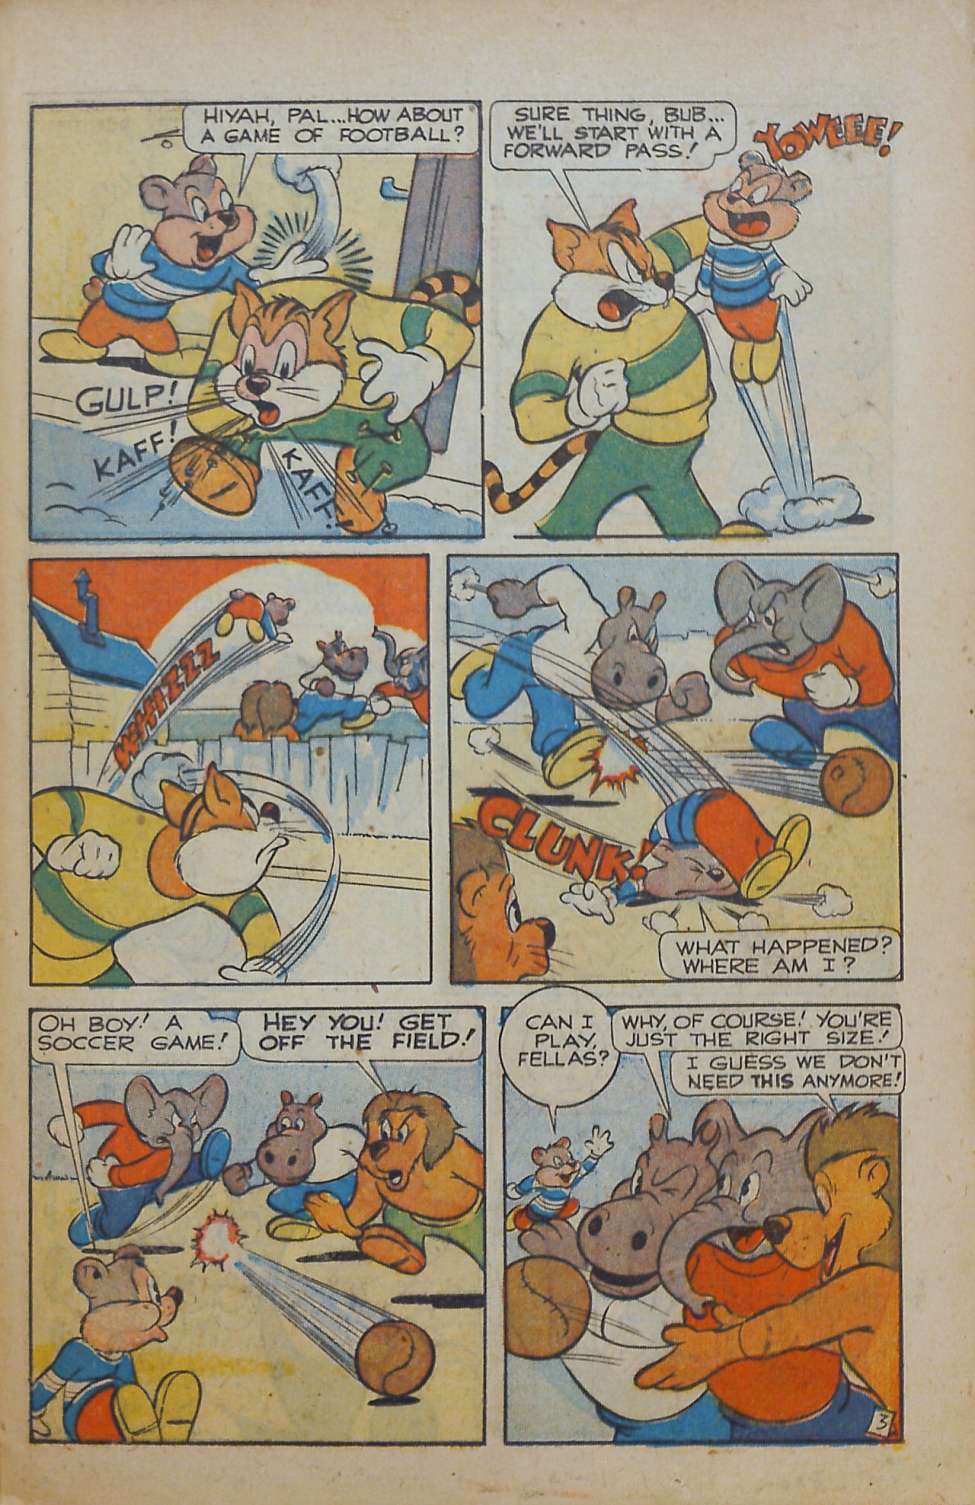 HIYAH, PAL...HOW ABOUT
A GAME OF FOOTBALL?
GULP!
KAFF!
KAFF!
SURE THING, BUB...
WE'LL START WITH A
FORWARD PASS!
YOWEEE!
WHIZZZ
CLUNK!
WHAT HAPPENED?
WHERE AM I?
OH BOY! A
SOCCER GAME!
HEY YOU! GET
OFF THE FIELD!
CAN I
PLAY,
FELLAS?
WHY, OF COURSE! YOU'RE
JUST THE RIGHT SIZE!
I GUESS WE DON'T
NEED THIS ANYMORE!
3